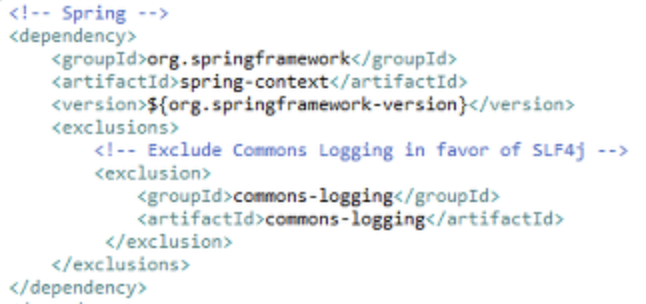 <!-- Spring -->
<dependency>
    <groupId>org.springframework</groupId>
    <artifactId>spring-context</artifactId>
    <version>${org.springframework-version}</version>
    <exclusions>
        <!-- Exclude Commons Logging in favor of SLF4j -->
        <exclusion>
            <groupId>commons-logging</groupId>
            <artifactId>commons-logging</artifactId>
         </exclusion>
    </exclusions>
</dependency>